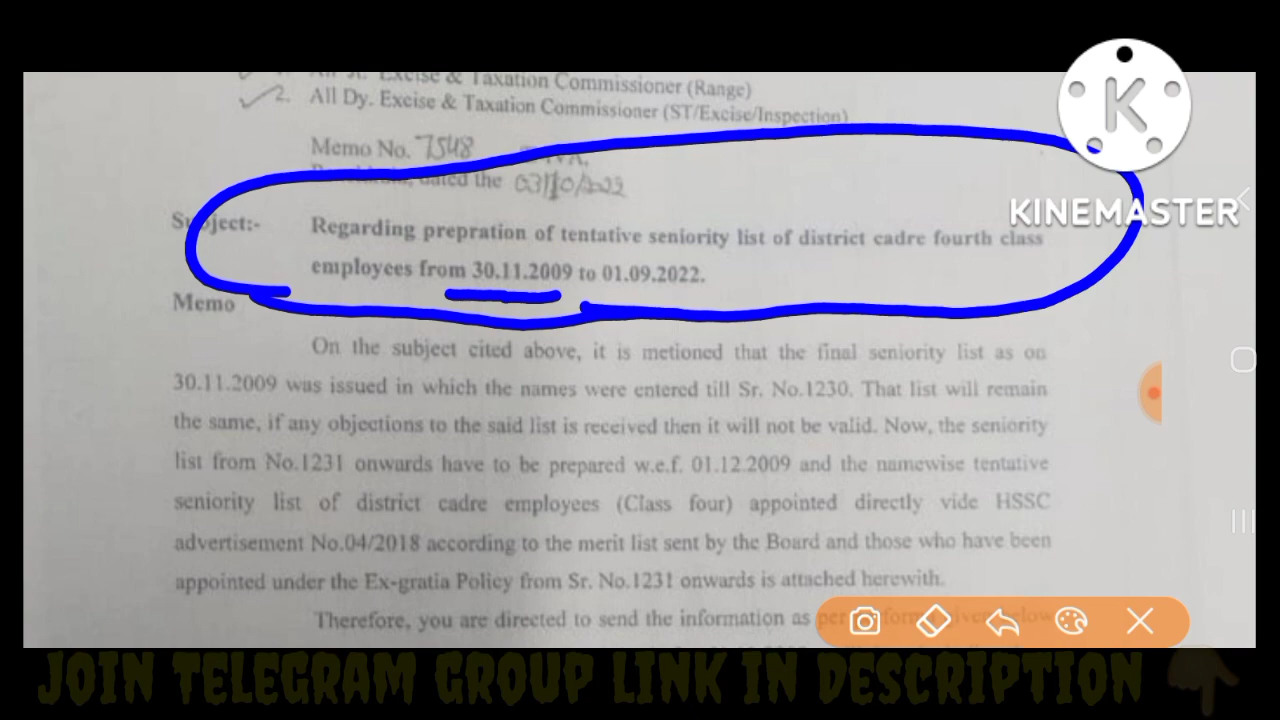 Excise & Taxation Commissioner (Range)
2. All Dy. Excise & Taxation Commissioner (ST/Excise/Inspection)
Memo No. 7548
dated the
KINEMASTER
Subject:- Regarding prepration of tentative seniority list of district cadre fourth class
employees from 30.11.2009 to 01.09.2022.
Memo
On the subject cited above, it is metioned that the final seniority list as on
30.11.2009 was issued in which the names were entered till Sr. No.1230. That list will remain
the same, if any objections to the said list is received then it will not be valid. Now, the seniority
list from No.1231 onwards have to be prepared w.e.f. 01.12.2009 and the namewise tentative
seniority list of district cadre employees (Class four) appointed directly vide HSSC
advertisement No.04/2018 according to the merit list sent by the Board and those who have been
appointed under the Ex-gratia Policy from Sr. No.1231 onwards is attached herewith.
Therefore, you are directed to send the information as
JOIN TELEGRAM GROUP LINK IN DESCRIPTION